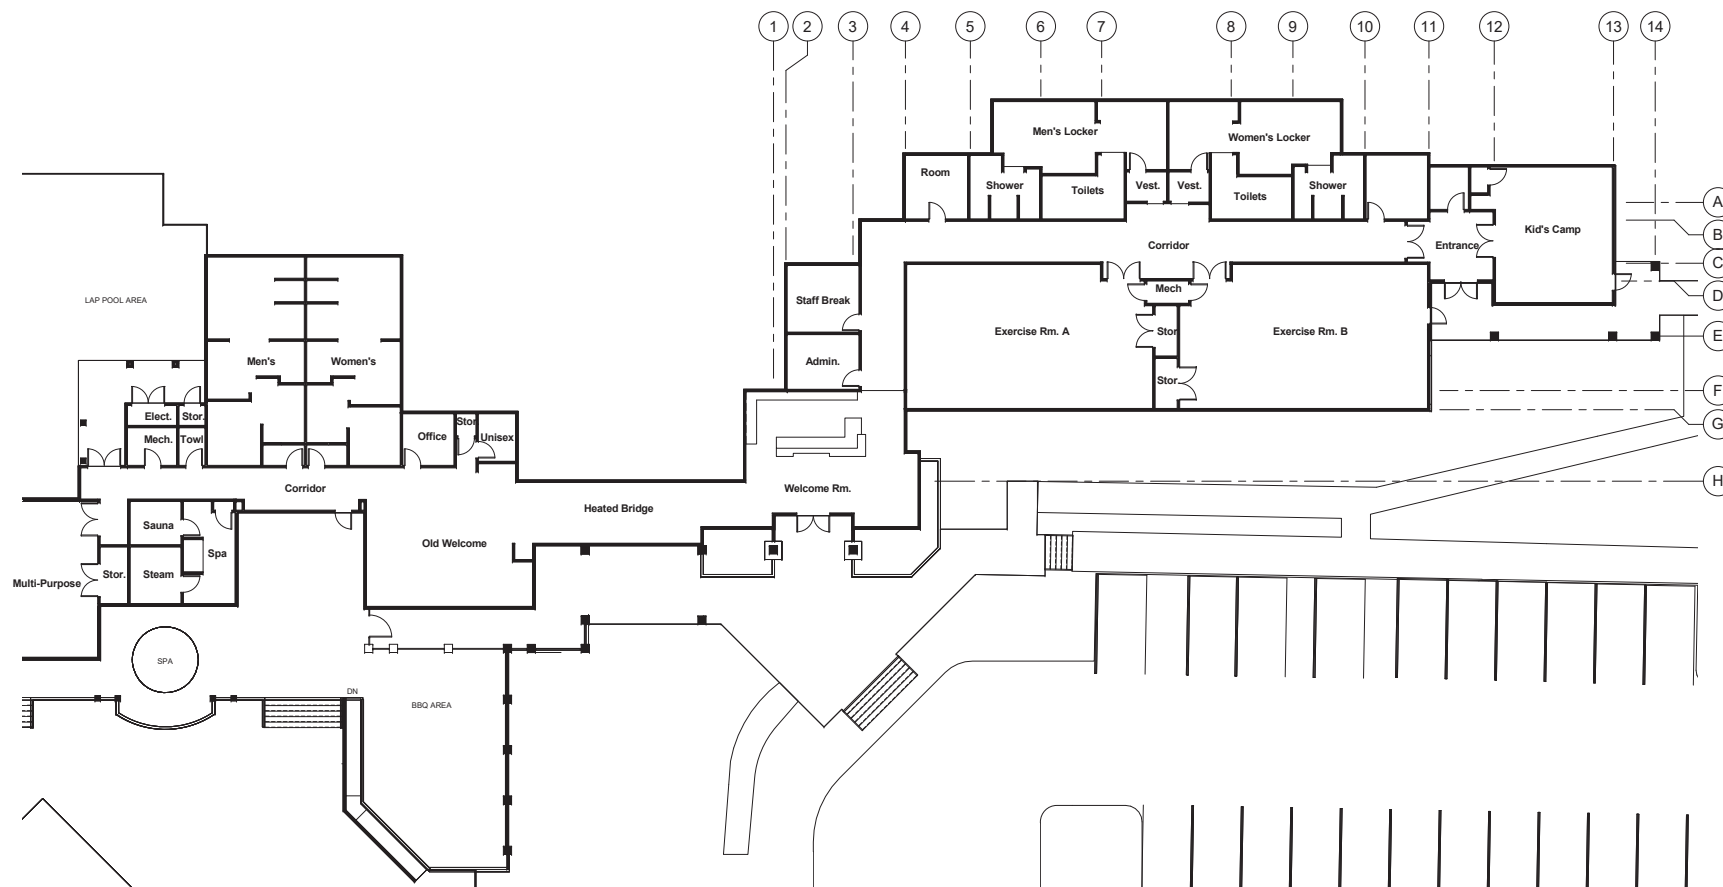 1 2 3 4 5 6 7 8 9 10 11 12 13 14
Men's Locker
Women's Locker
Room
Shower
Toilets
Vest.
Vest.
Toilets
Shower
A
Kid's Camp
B
Corridor
Entrance
C
Mech
D
Staff Break
LAP POOL AREA
Exercise Rm. A
Stor
Exercise Rm. B
E
Men's
Women's
Admin.
Stor.
F
Elect.
Stor.
Stor
G
Mech.
Towl
Office
Unisex
Corridor
Welcome Rm.
H
Heated Bridge
Sauna
Old Welcome
Spa
Multi-Purpose
Stor.
Steam
SPA
DN
BBQ AREA